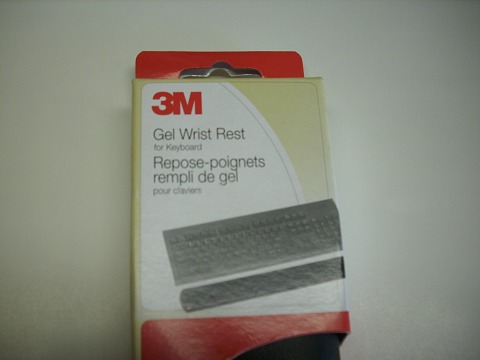 3M
Gel Wrist Rest
for Keyboard
Repose-poignets
rempli de gel
pour claviers